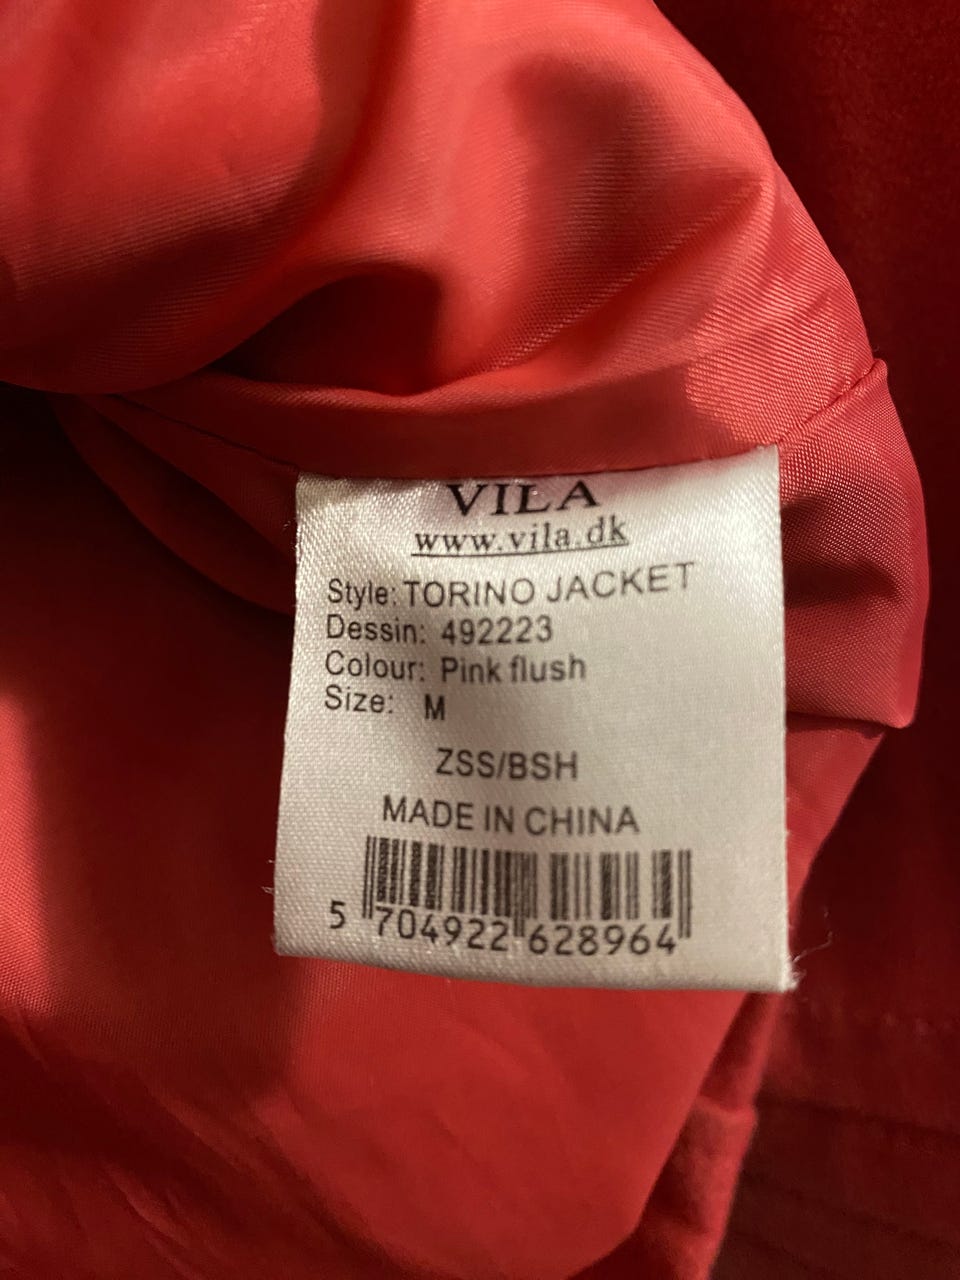 VILA
www.vila.dk
Style: TORINO JACKET
Dessin: 492223
Colour: Pink flush
Size: M
ZSS/BSH
MADE IN CHINA
5 704922 628964